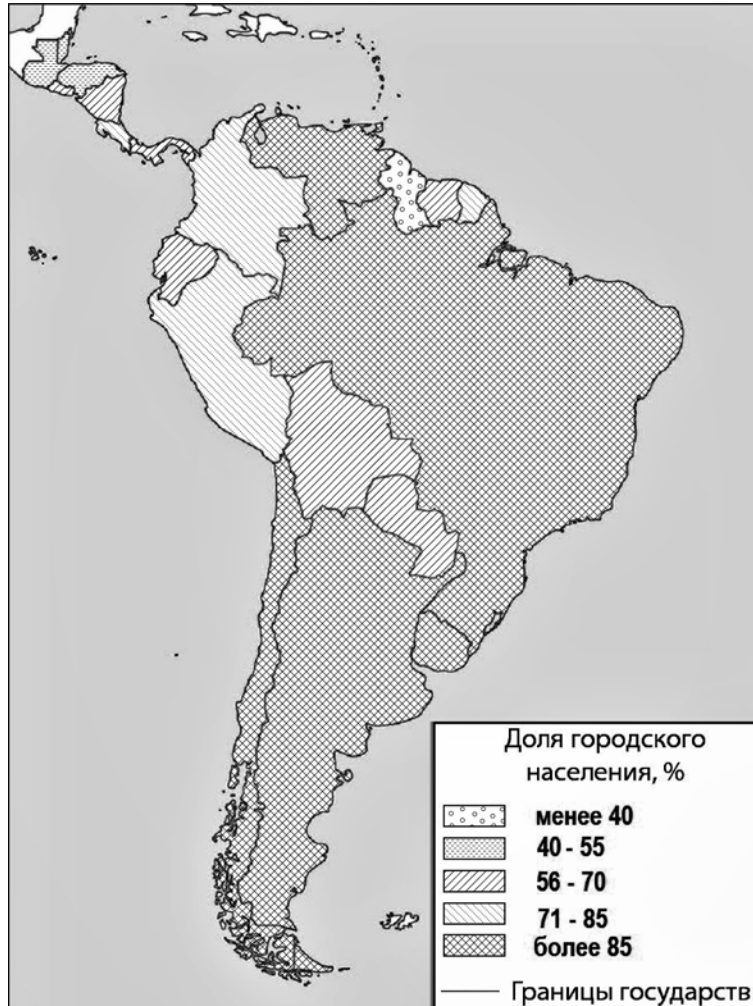 Доля городского
населения, %
менее 40
40 - 55
56 - 70
71 - 85
более 85
Границы государств